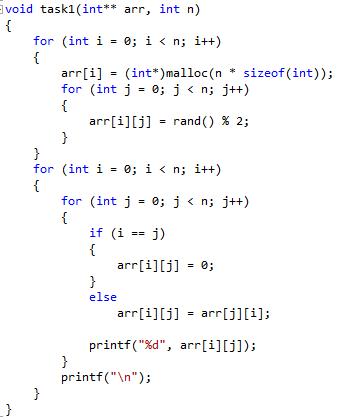 void task1(int** arr, int n)
{
    for (int i = 0; i < n; i++)
    {
        arr[i] = (int*)malloc(n * sizeof(int));
        for (int j = 0; j < n; j++)
        {
            arr[i][j] = rand() % 2;
        }
    }
    for (int i = 0; i < n; i++)
    {
        for (int j = 0; j < n; j++)
        {
            if (i == j)
            {
                arr[i][j] = 0;
            }
            else
                arr[i][j] = arr[j][i];

            printf("%d", arr[i][j]);
        }
        printf("\n");
    }
}